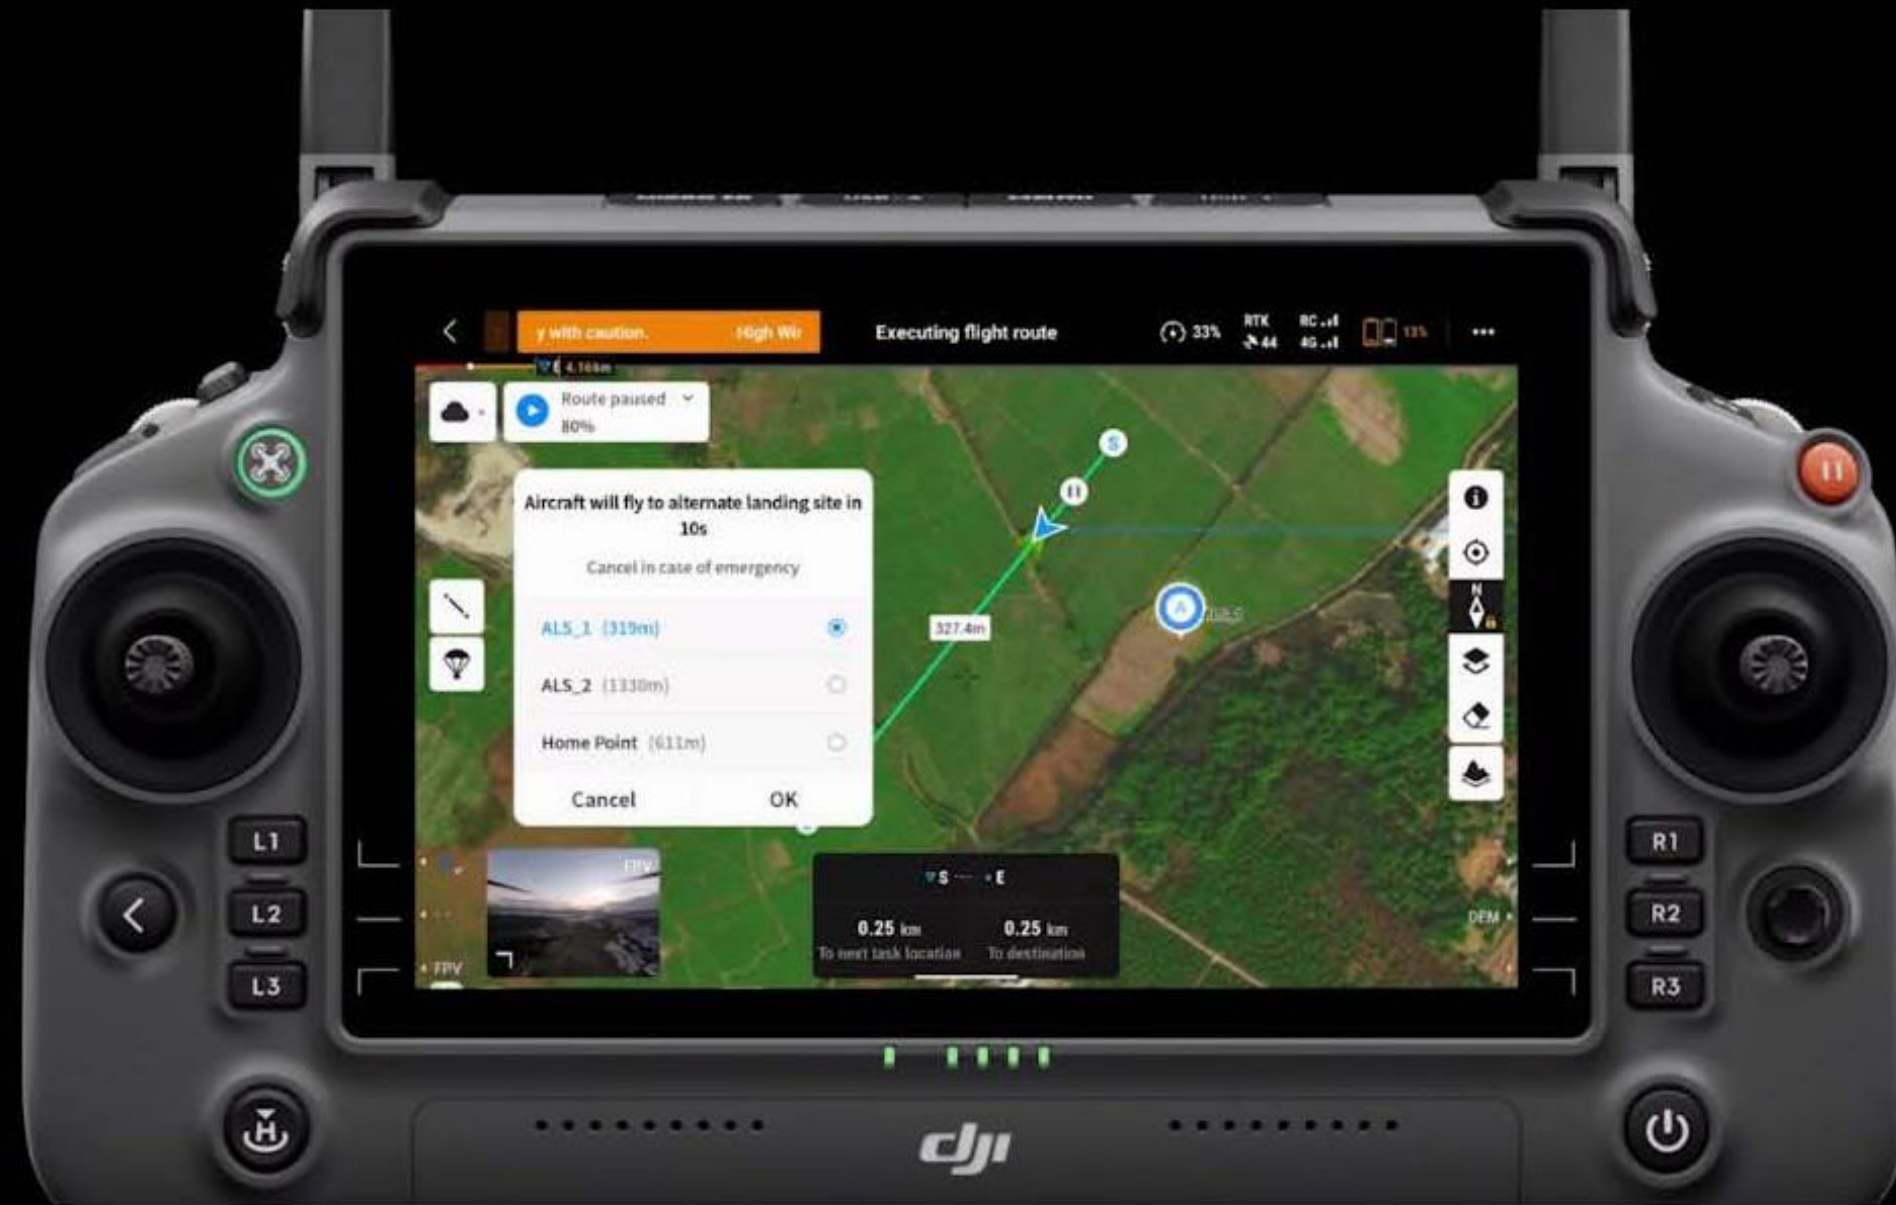 y with caution. High Wir
Executing flight route
33%
RTK
44
RC
4G
13%
Route paused
80%
Aircraft will fly to alternate landing site in
10s
Cancel in case of emergency
ALS_1 (319m)
ALS_2 (1330m)
Home Point (611m)
Cancel OK
S
327.4m
A
N
FPV
S E
0.25 km 0.25 km
To next task location To destination
DEM
FPV
L1
L2
L3
R1
R2
R3
H
dji